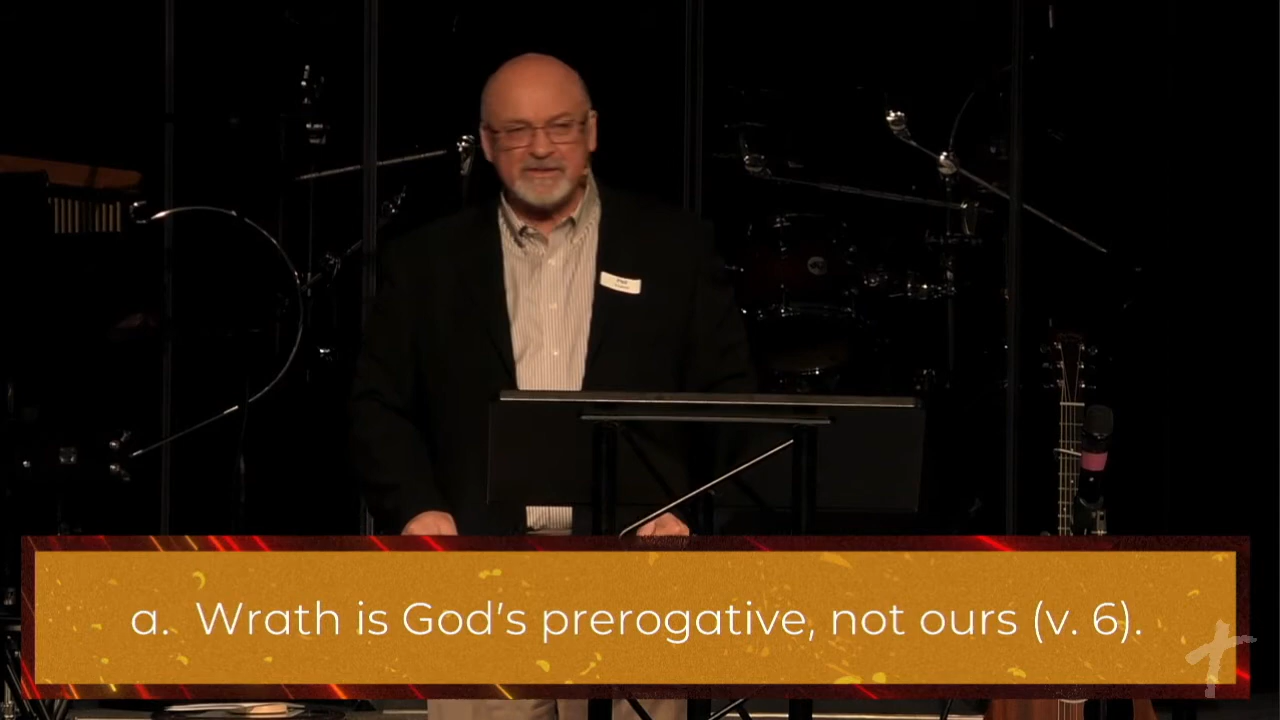 a. Wrath is God's prerogative, not ours (v. 6).